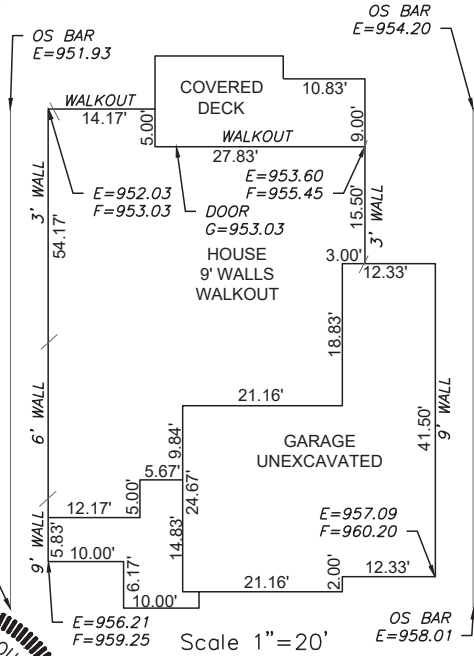 OS BAR
E=951.93
OS BAR
E=954.20
COVERED
DECK
10.83'
WALKOUT
14.17'
5.00'
WALKOUT
9.00'
27.83'
E=952.03
F=953.03
E=953.60
F=955.45
DOOR
G=953.03
3' WALL
54.17'
15.50'
3' WALL
HOUSE
9' WALLS
WALKOUT
3.00'
12.33'
18.83'
21.16'
6' WALL
9.84'
GARAGE
UNEXCAVATED
41.50'
9' WALL
5.67'
24.67'
12.17'
5.00'
E=957.09
F=960.20
9' WALL
5.83'
10.00'
14.83'
6.17'
2.00'
12.33'
21.16'
10.00'
E=956.21
F=959.25
Scale 1"=20'
OS BAR
E=958.01